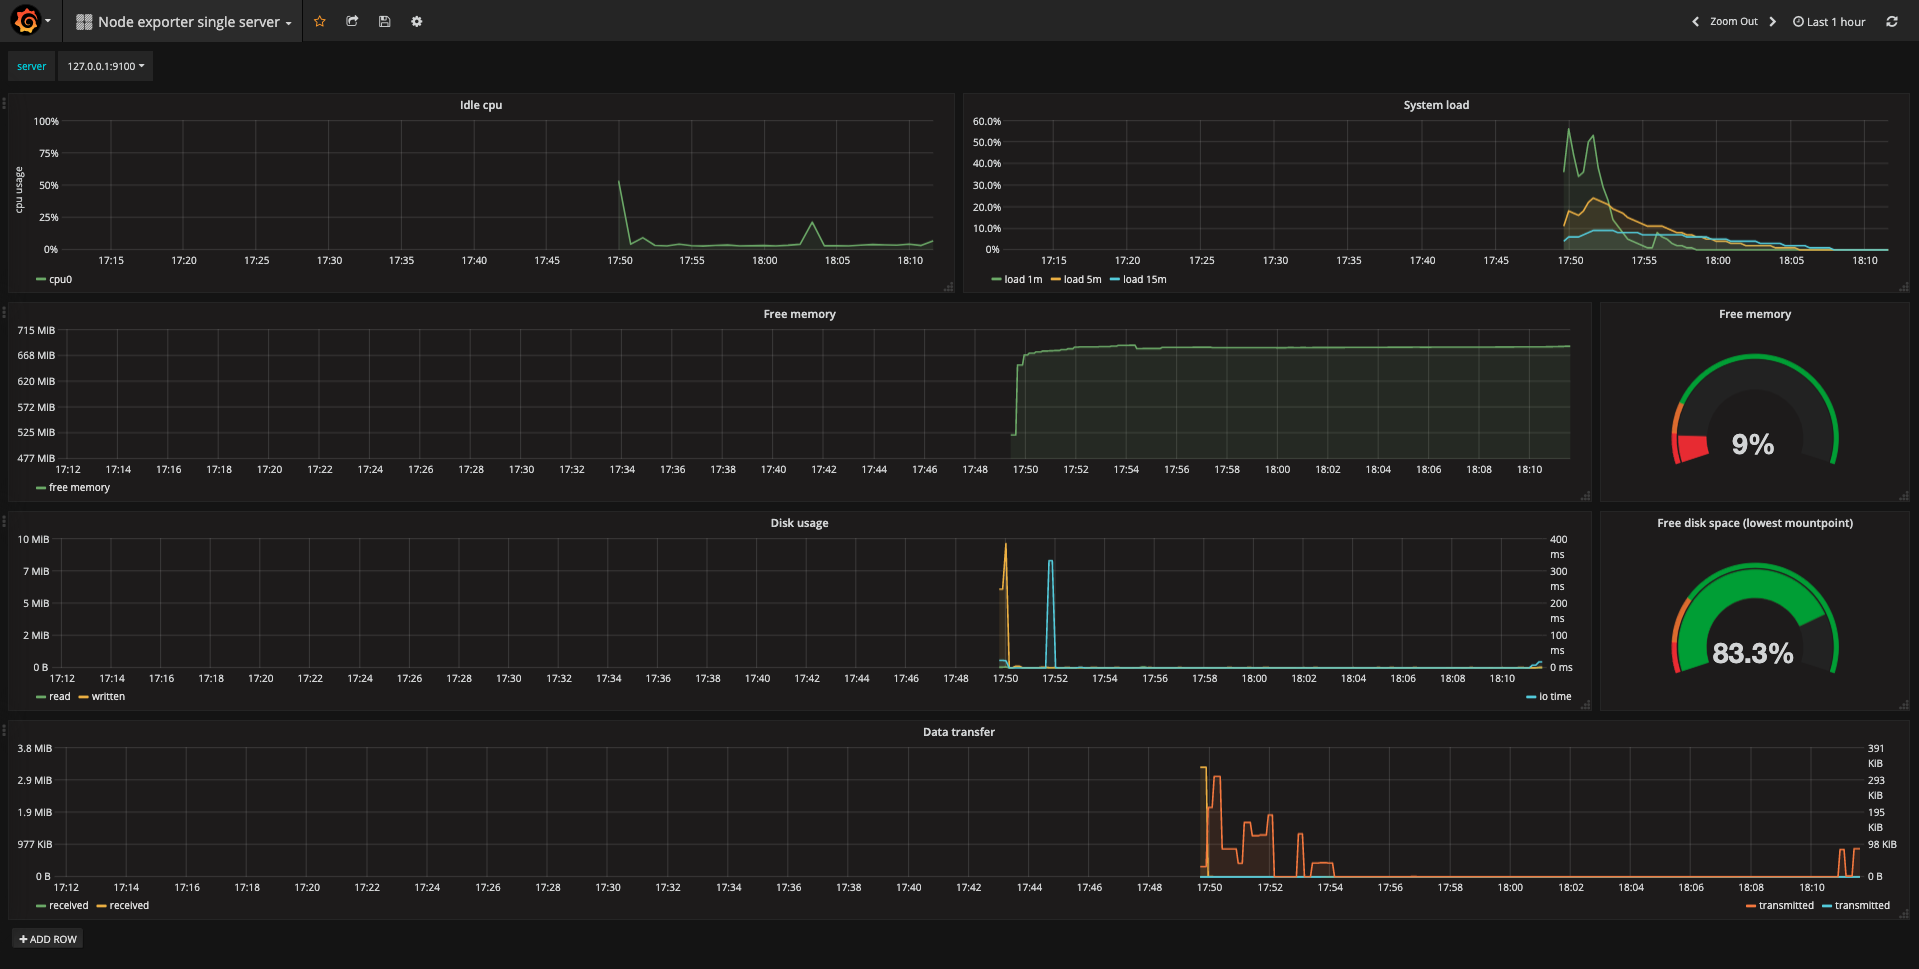 Node exporter single server
Zoom Out
Last 1 hour
server
127.0.0.1:9100
Idle cpu
cpu usage
100%
75%
50%
25%
0%
17:15 17:20 17:25 17:30 17:35 17:40 17:45 17:50 17:55 18:00 18:05 18:10
cpu0
System load
60.0%
50.0%
40.0%
30.0%
20.0%
10.0%
0%
17:15 17:20 17:25 17:30 17:35 17:40 17:45 17:50 17:55 18:00 18:05 18:10
load 1m load 5m load 15m
Free memory
715 MiB
668 MiB
620 MiB
572 MiB
525 MiB
477 MiB
17:12 17:14 17:16 17:18 17:20 17:22 17:24 17:26 17:28 17:30 17:32 17:34 17:36 17:38 17:40 17:42 17:44 17:46 17:48 17:50 17:52 17:54 17:56 17:58 18:00 18:02 18:04 18:06 18:08 18:10
free memory
Free memory
9%
Disk usage
10 MiB
7 MiB
5 MiB
2 MiB
0 B
400 ms
300 ms
200 ms
100 ms
0 ms
17:12 17:14 17:16 17:18 17:20 17:22 17:24 17:26 17:28 17:30 17:32 17:34 17:36 17:38 17:40 17:42 17:44 17:46 17:48 17:50 17:52 17:54 17:56 17:58 18:00 18:02 18:04 18:06 18:08 18:10
read written
io time
Free disk space (lowest mountpoint)
83.3%
Data transfer
3.8 MiB
2.9 MiB
1.9 MiB
977 KiB
0 B
391 KiB
293 KiB
195 KiB
98 KiB
0 B
17:12 17:14 17:16 17:18 17:20 17:22 17:24 17:26 17:28 17:30 17:32 17:34 17:36 17:38 17:40 17:42 17:44 17:46 17:48 17:50 17:52 17:54 17:56 17:58 18:00 18:02 18:04 18:06 18:08 18:10
received received
transmitted transmitted
ADD ROW